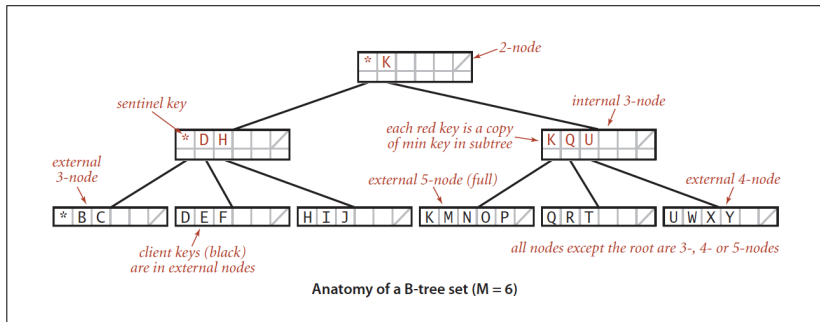 2-node
* K
sentinel key
internal 3-node
* D H
each red key is a copy
of min key in subtree
K Q U
external
3-node
external 5-node (full)
external 4-node
* B C
D E F
H I J
K M N O P
Q R T
U W X Y
client keys (black)
are in external nodes
all nodes except the root are 3-, 4- or 5-nodes
Anatomy of a B-tree set (M = 6)